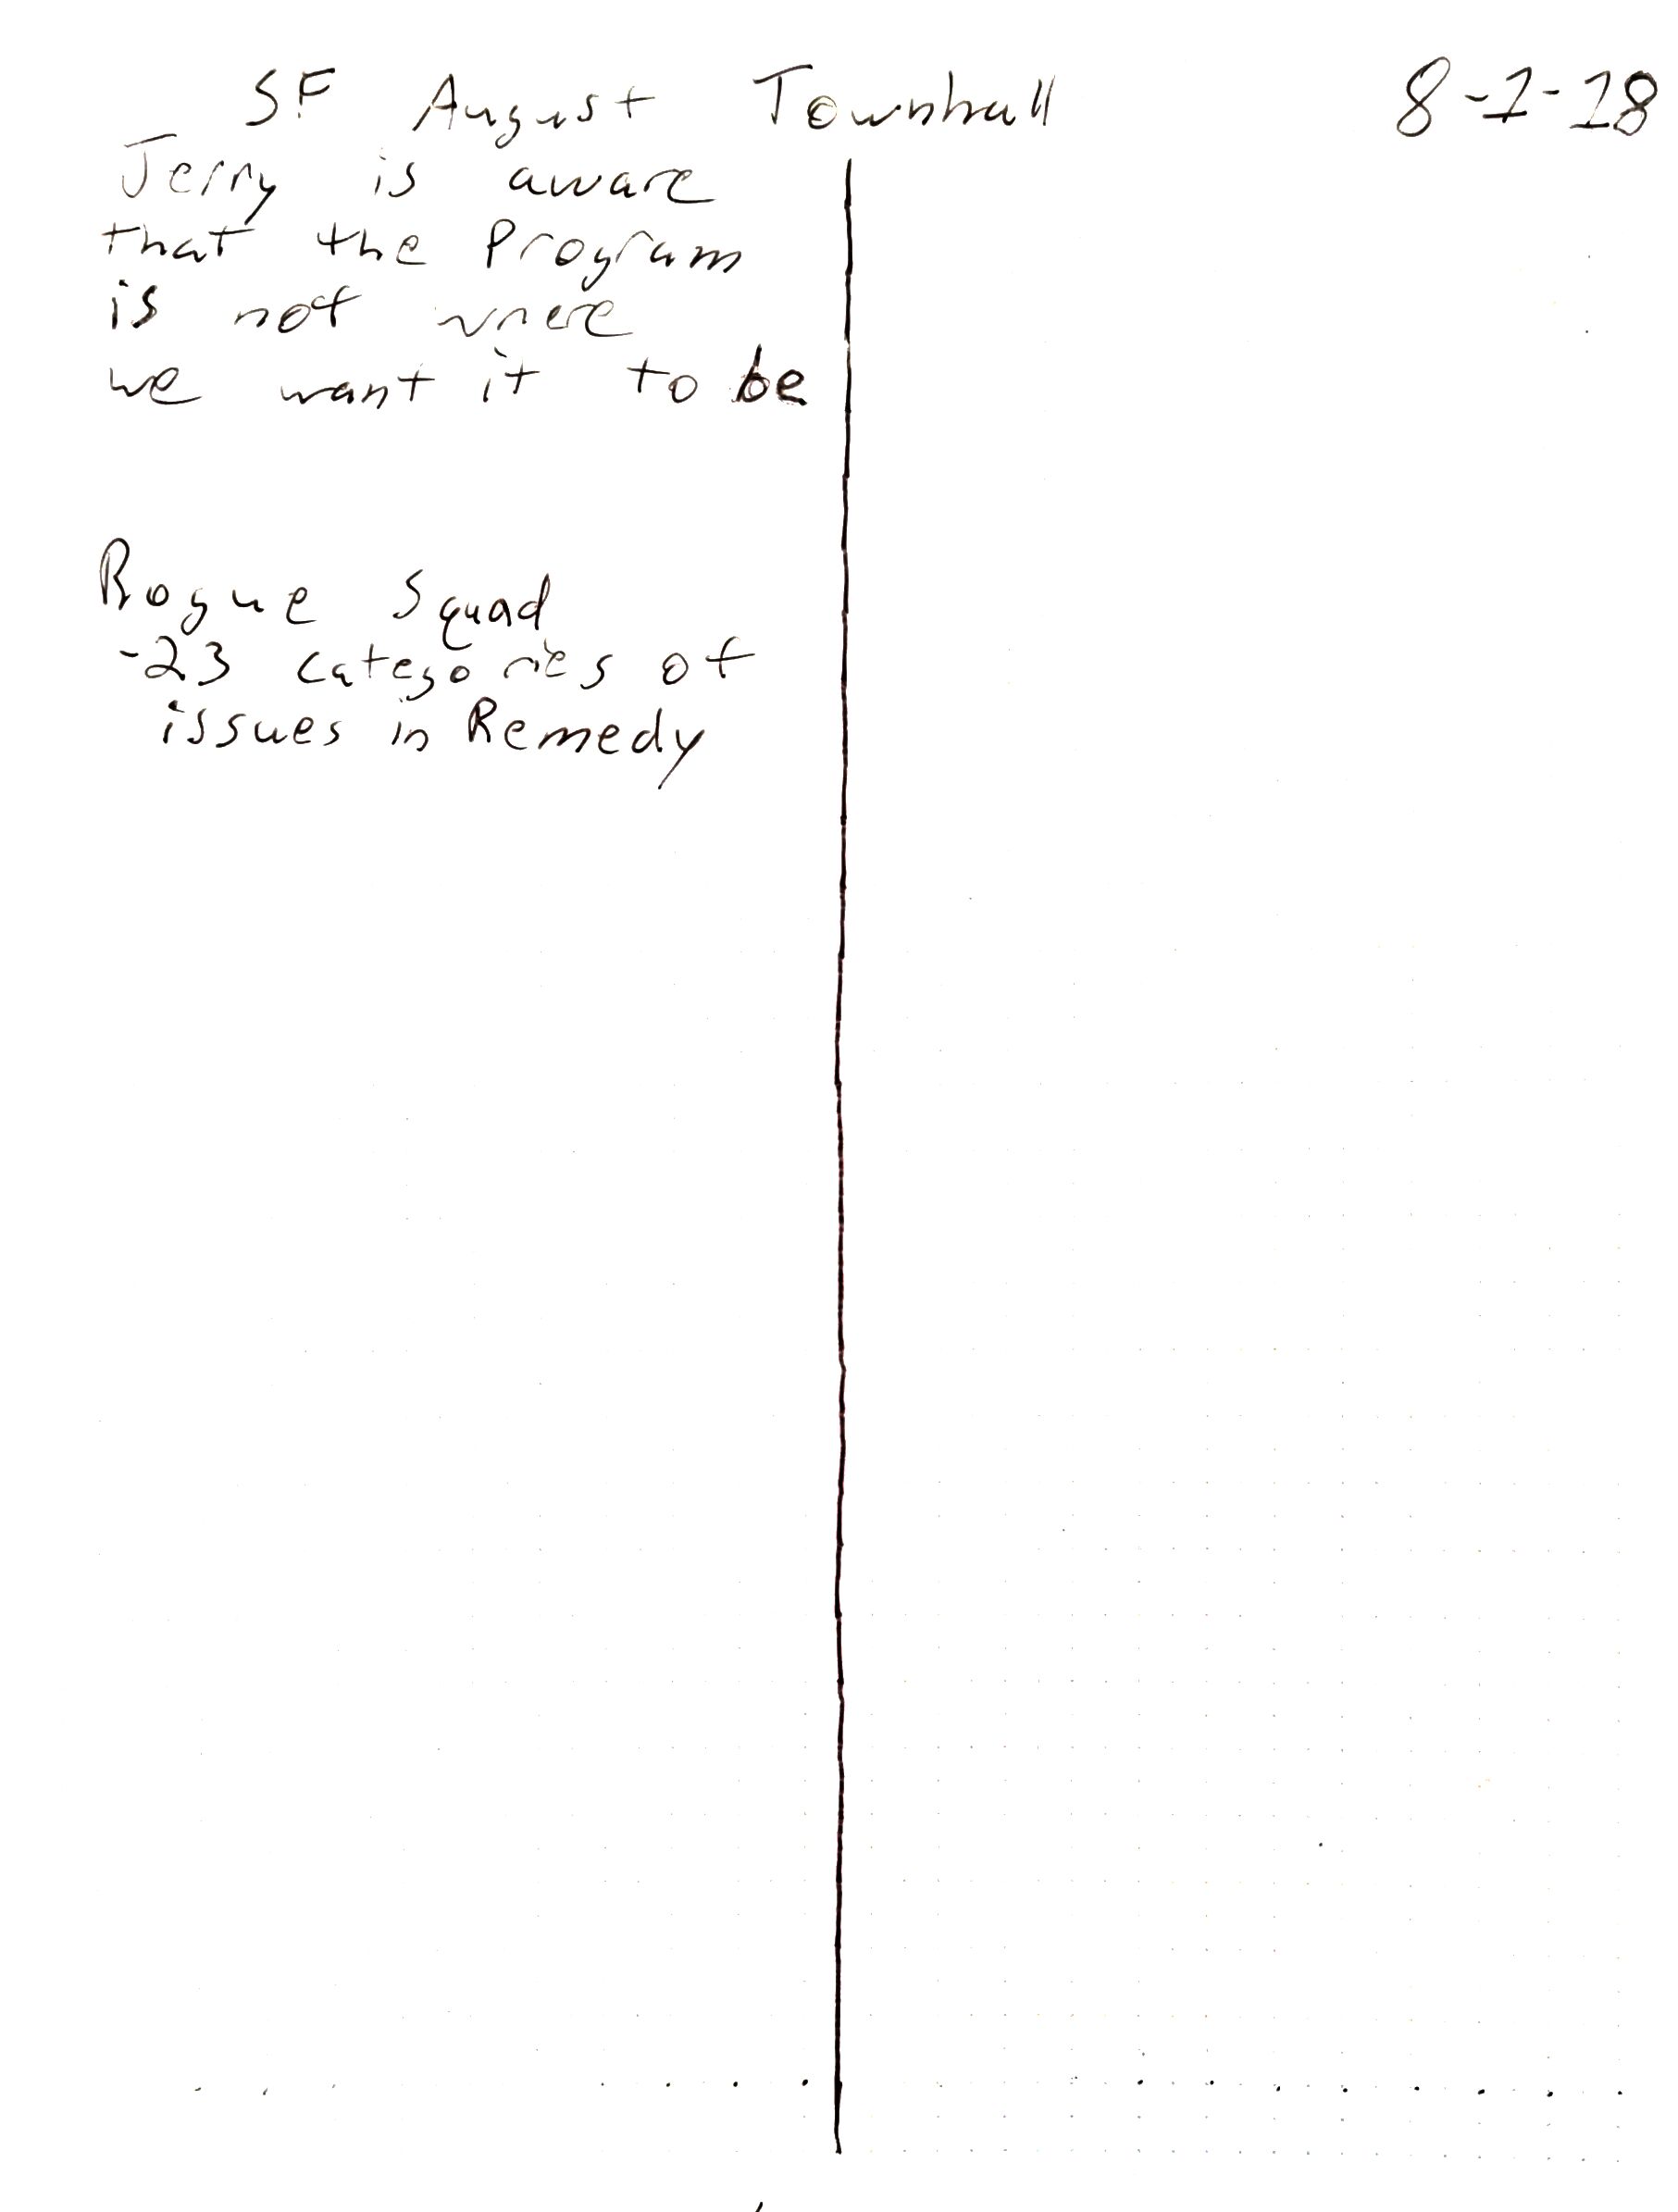 SF August Townhall 8-1-18
Jerry is aware
that the Program
is not where
we want it to be
Rogue Squad
-23 categories of
issues in Remedy